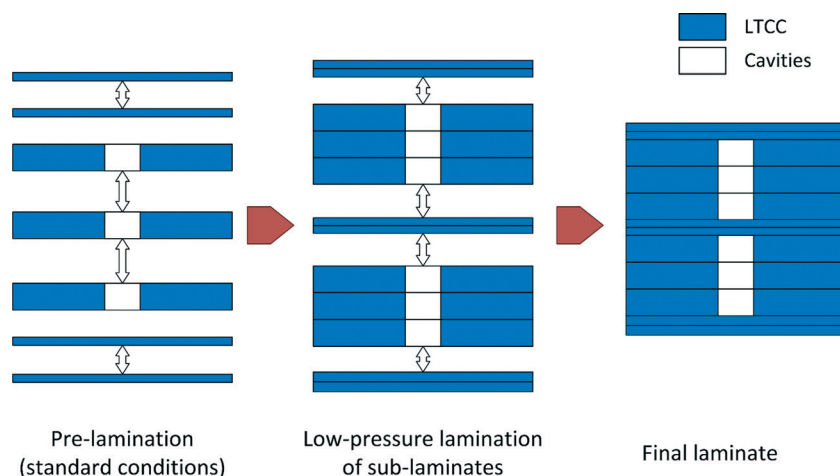 LTCC
Cavities
Pre-lamination
(standard conditions)
Low-pressure lamination
of sub-laminates
Final laminate